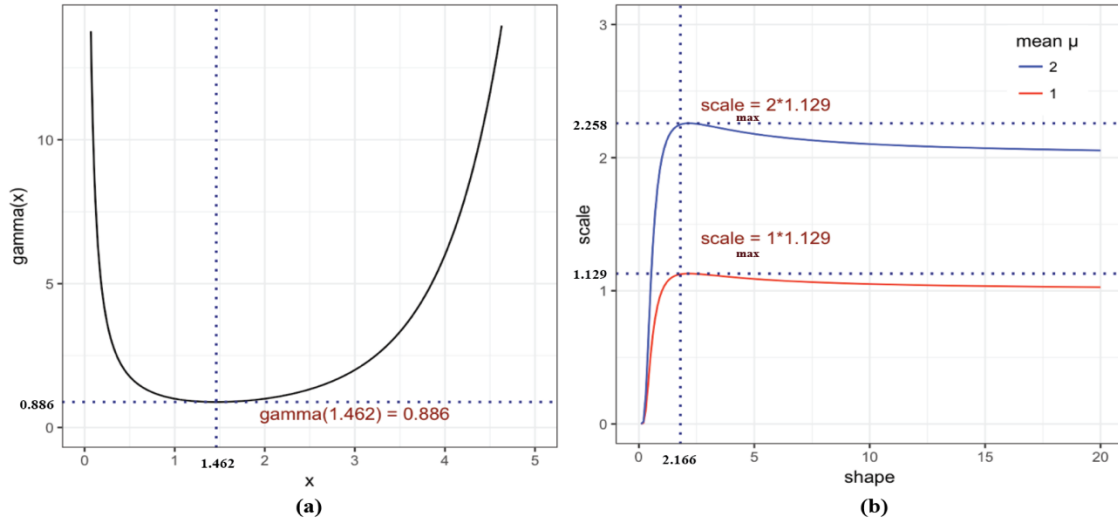 gamma(x)
10
5
0.886
0
gamma(1.462) = 0.886
0
1
1.462
2
3
4
5
x
(a)
scale
3
2.258
2
1.129
1
0
mean μ
2
1
scale = 2*1.129
max
scale = 1*1.129
max
0
2.166
5
10
15
20
shape
(b)